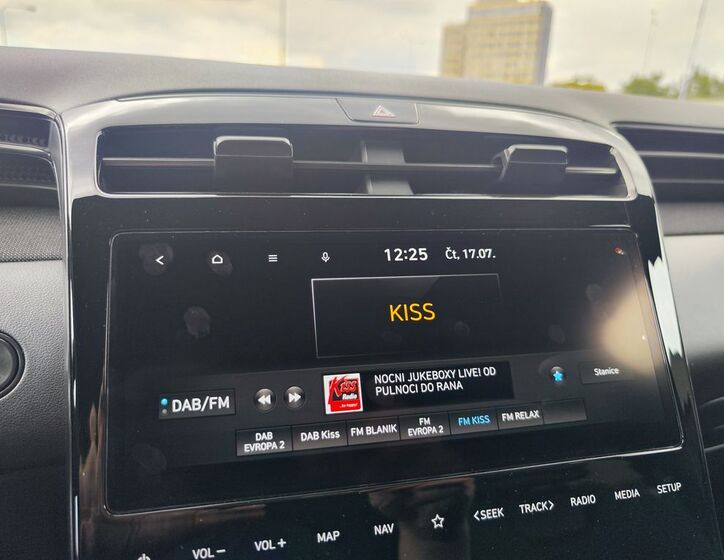 12:25 Čt, 17.07.
KISS
NOCNI JUKEBOXY LIVE! OD
PULNOCI DO RANA
Stanice
DAB/FM
Kiss
Radio
DAB
EVROPA 2
DAB Kiss
FM BLANIK
FM
EVROPA 2
FM KISS
FM RELAX
VOL −
VOL +
MAP
NAV
<SEEK
TRACK>
RADIO
MEDIA
SETUP